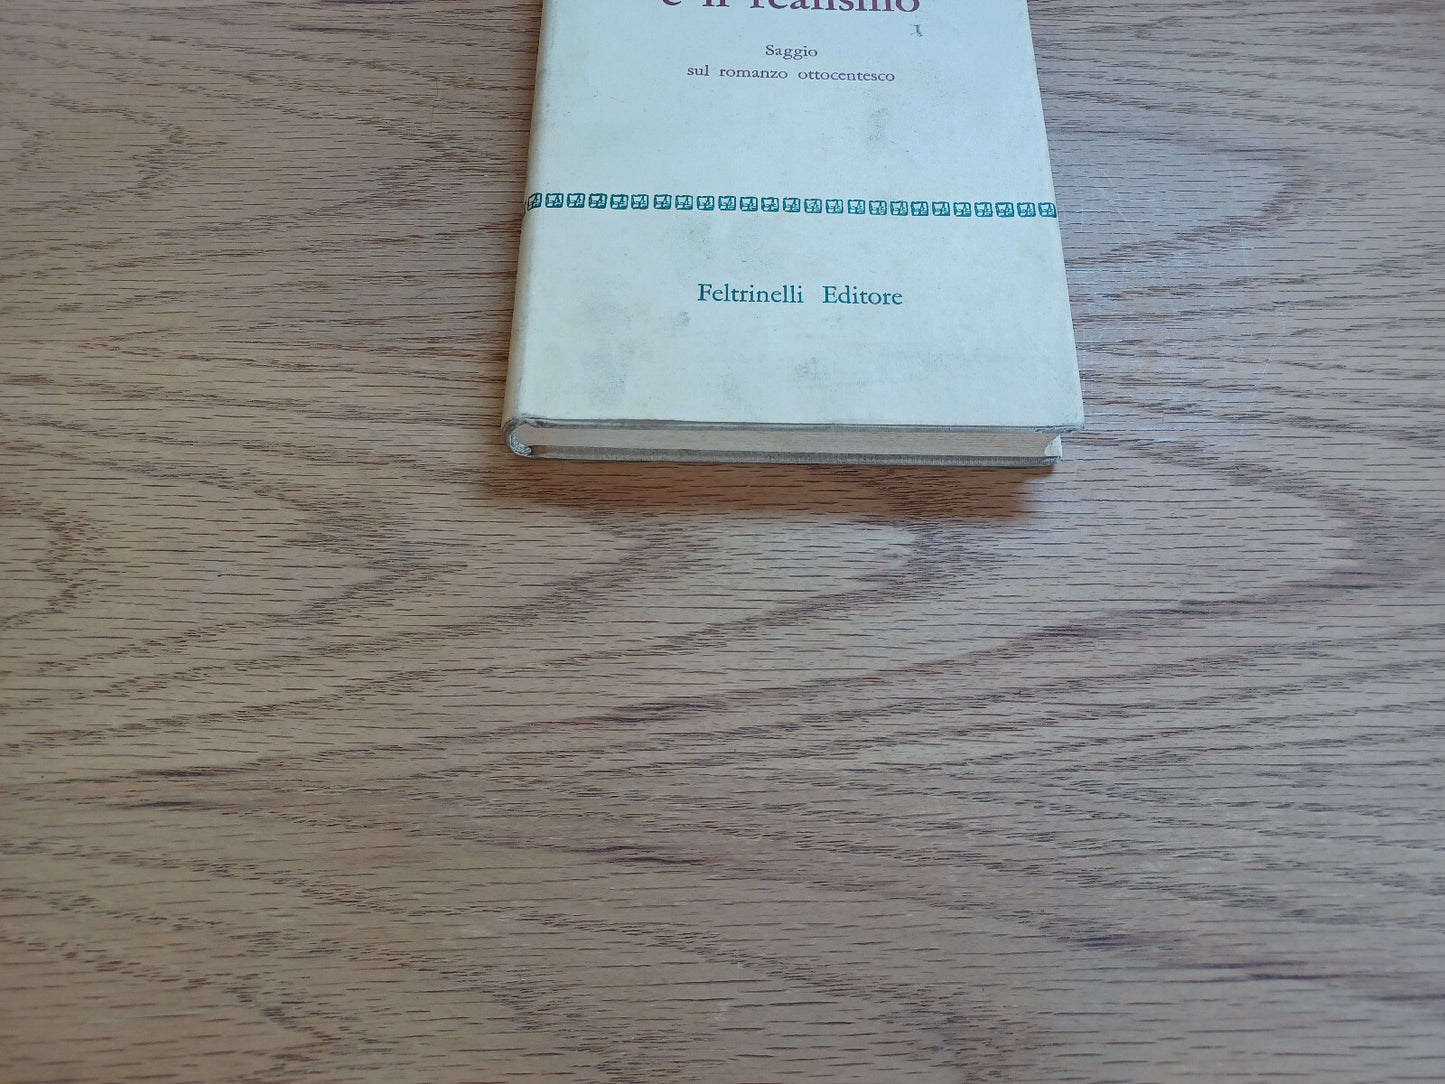 e il realismo
Saggio
sul romanzo ottocentesco
Feltrinelli Editore